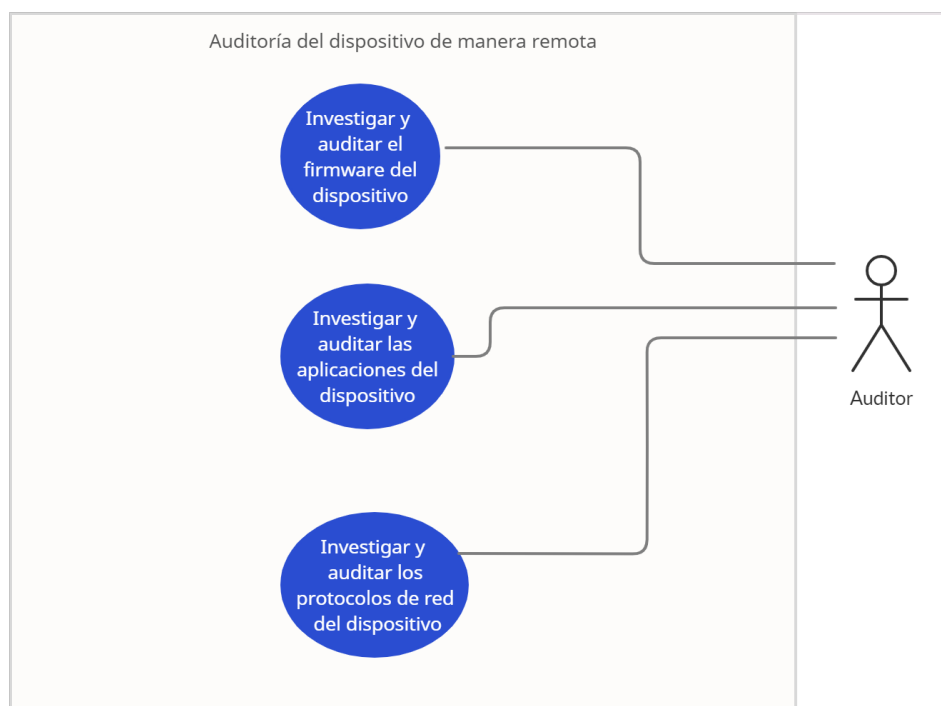 Auditoría del dispositivo de manera remota
Investigar y
auditar el
firmware del
dispositivo
Investigar y
auditar las
aplicaciones del
dispositivo
Auditor
Investigar y
auditar los
protocolos de red
del dispositivo